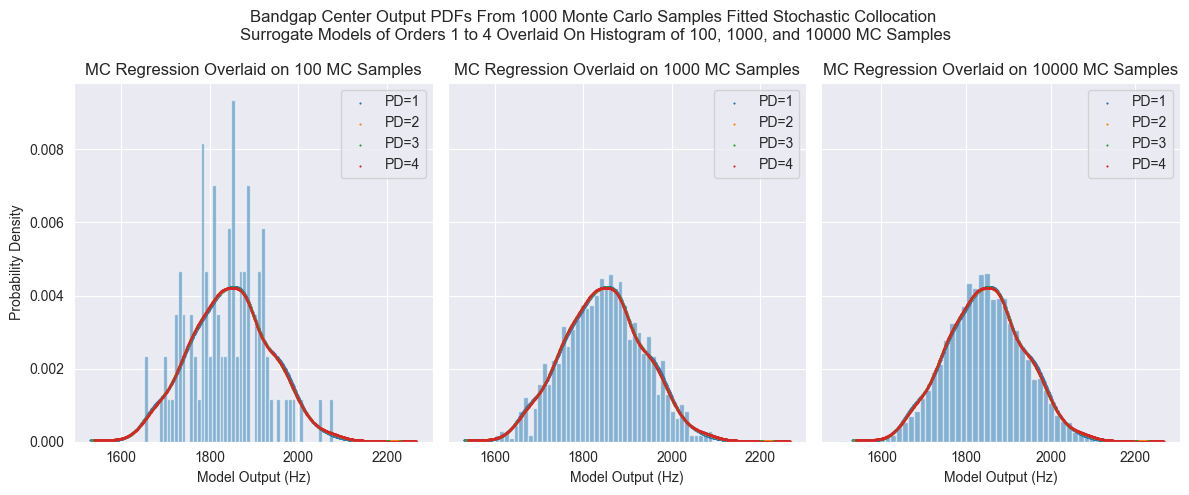 Bandgap Center Output PDFs From 1000 Monte Carlo Samples Fitted Stochastic Collocation
Surrogate Models of Orders 1 to 4 Overlaid On Histogram of 100, 1000, and 10000 MC Samples
MC Regression Overlaid on 100 MC Samples
PD=1
PD=2
PD=3
PD=4
0.008
0.006
0.004
0.002
0.000
Probability Density
1600
1800
2000
2200
Model Output (Hz)
MC Regression Overlaid on 1000 MC Samples
PD=1
PD=2
PD=3
PD=4
1600
1800
2000
2200
Model Output (Hz)
MC Regression Overlaid on 10000 MC Samples
PD=1
PD=2
PD=3
PD=4
1600
1800
2000
2200
Model Output (Hz)